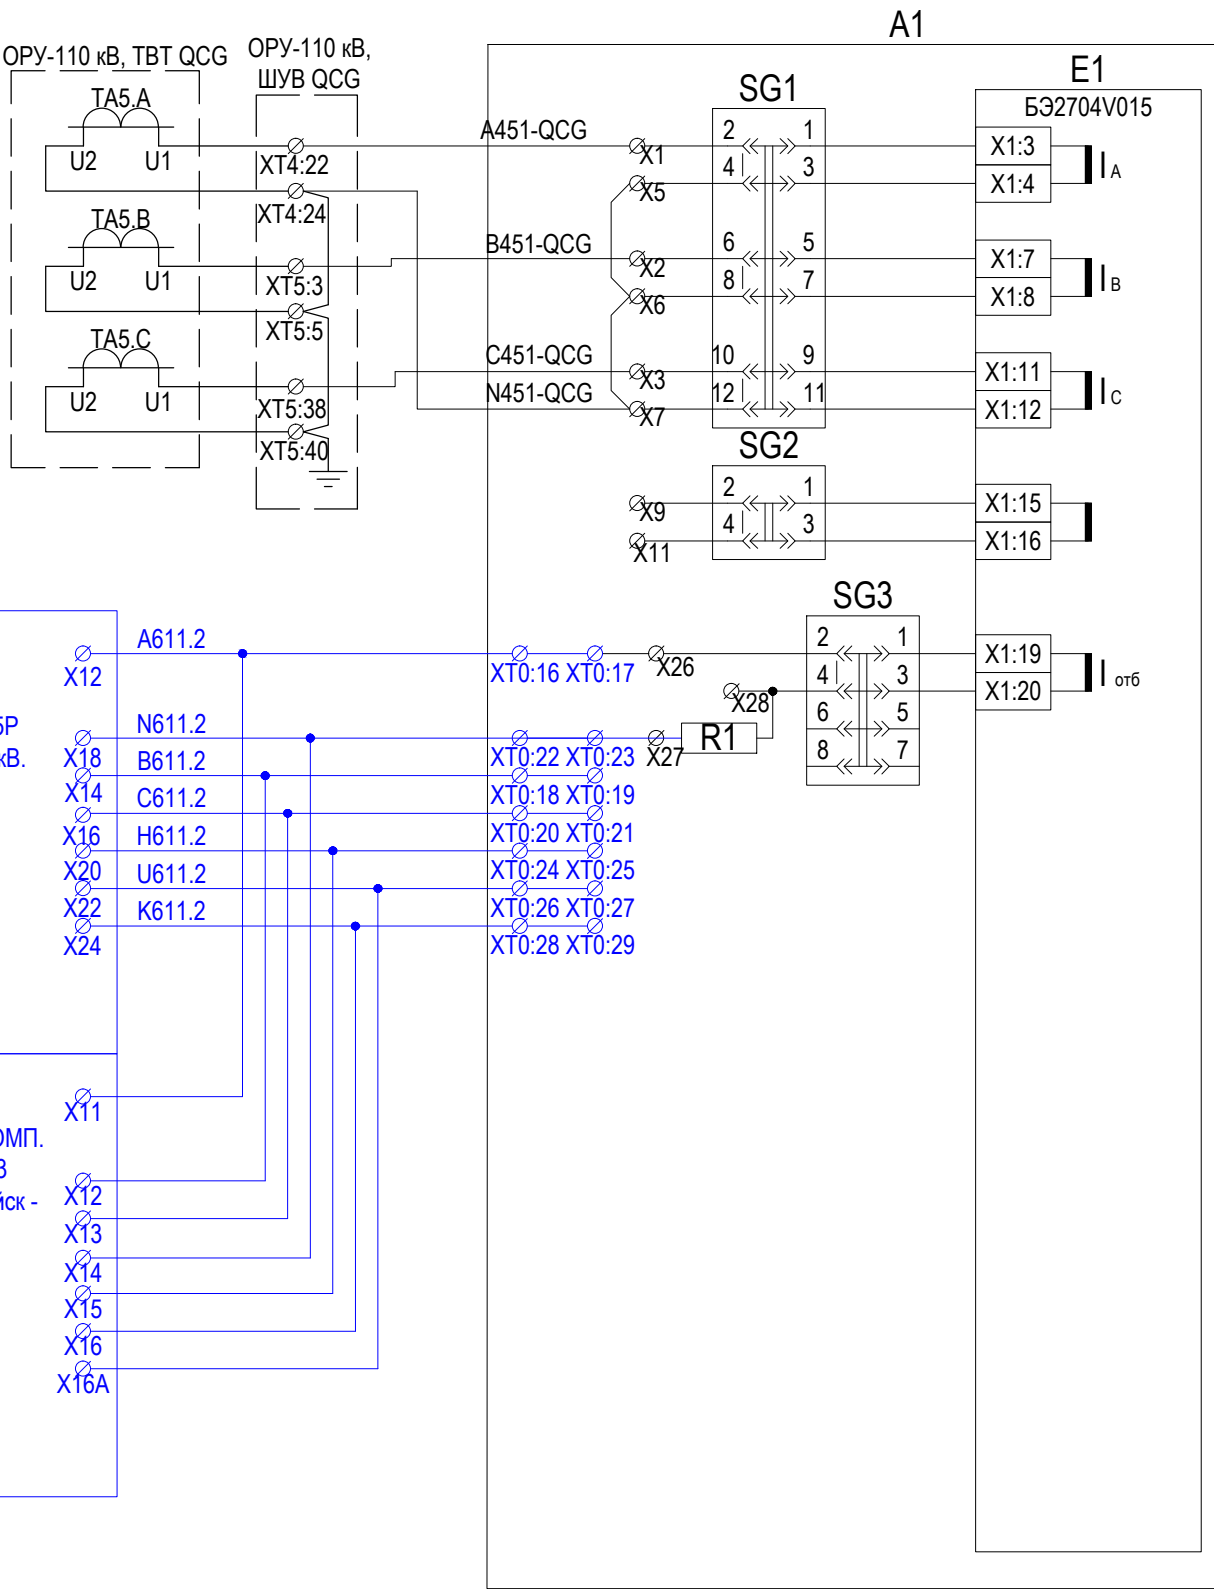 A1
ОРУ-110 кВ, ТВТ QCG
ОРУ-110 кВ,
ШУВ QCG
E1
БЭ2704V015
SG1
TA5.A
U2 U1
XT4:22
XT4:24
A451-QCG
X1
X5
2 1
4 3
X1:3
X1:4
I A
TA5.B
U2 U1
XT5:3
XT5:5
B451-QCG
X2
X6
6 5
8 7
X1:7
X1:8
I B
TA5.C
U2 U1
XT5:38
XT5:40
C451-QCG
N451-QCG
X3
X7
10 9
12 11
X1:11
X1:12
I C
SG2
X9
X11
2 1
4 3
X1:15
X1:16
SG3
X12
A611.2
XT0:16 XT0:17
X26
2 1
4 3
6 5
8 7
X1:19
X1:20
I отб
X28
X27
R1
5Р
кВ.
X18
N611.2
XT0:22 XT0:23
X14
B611.2
XT0:18 XT0:19
X16
C611.2
XT0:20 XT0:21
X20
H611.2
XT0:24 XT0:25
X22
U611.2
XT0:26 XT0:27
X24
K611.2
XT0:28 XT0:29
X11
ОМП.
йск -
X12
X13
X14
X15
X16
X16A